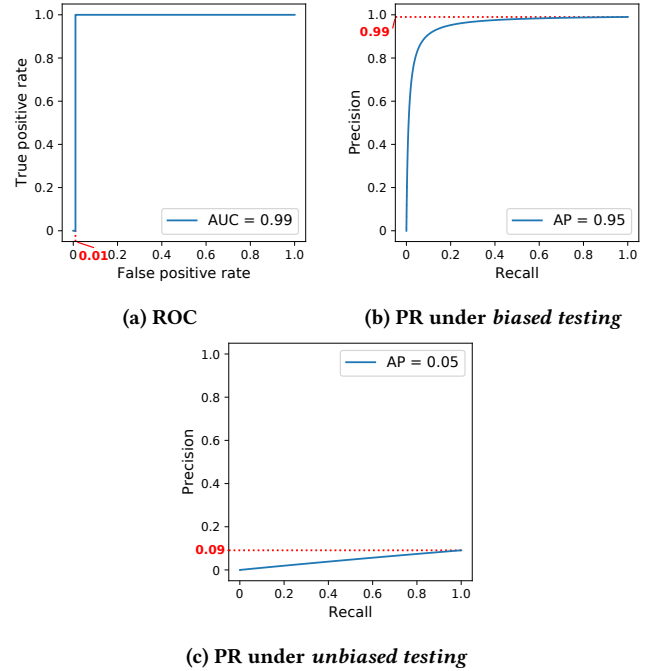 1.0
0.8
0.6
0.4
0.2
0
True positive rate
AUC = 0.99
0 0.2 0.4 0.6 0.8 1.0
0.01
False positive rate
(a) ROC
1.0
0.99
0.8
0.6
0.4
0.2
0
Precision
AP = 0.95
0 0.2 0.4 0.6 0.8 1.0
Recall
(b) PR under biased testing
1.0
0.8
0.6
0.4
0.2
0.09
0
Precision
AP = 0.05
0 0.2 0.4 0.6 0.8 1.0
Recall
(c) PR under unbiased testing